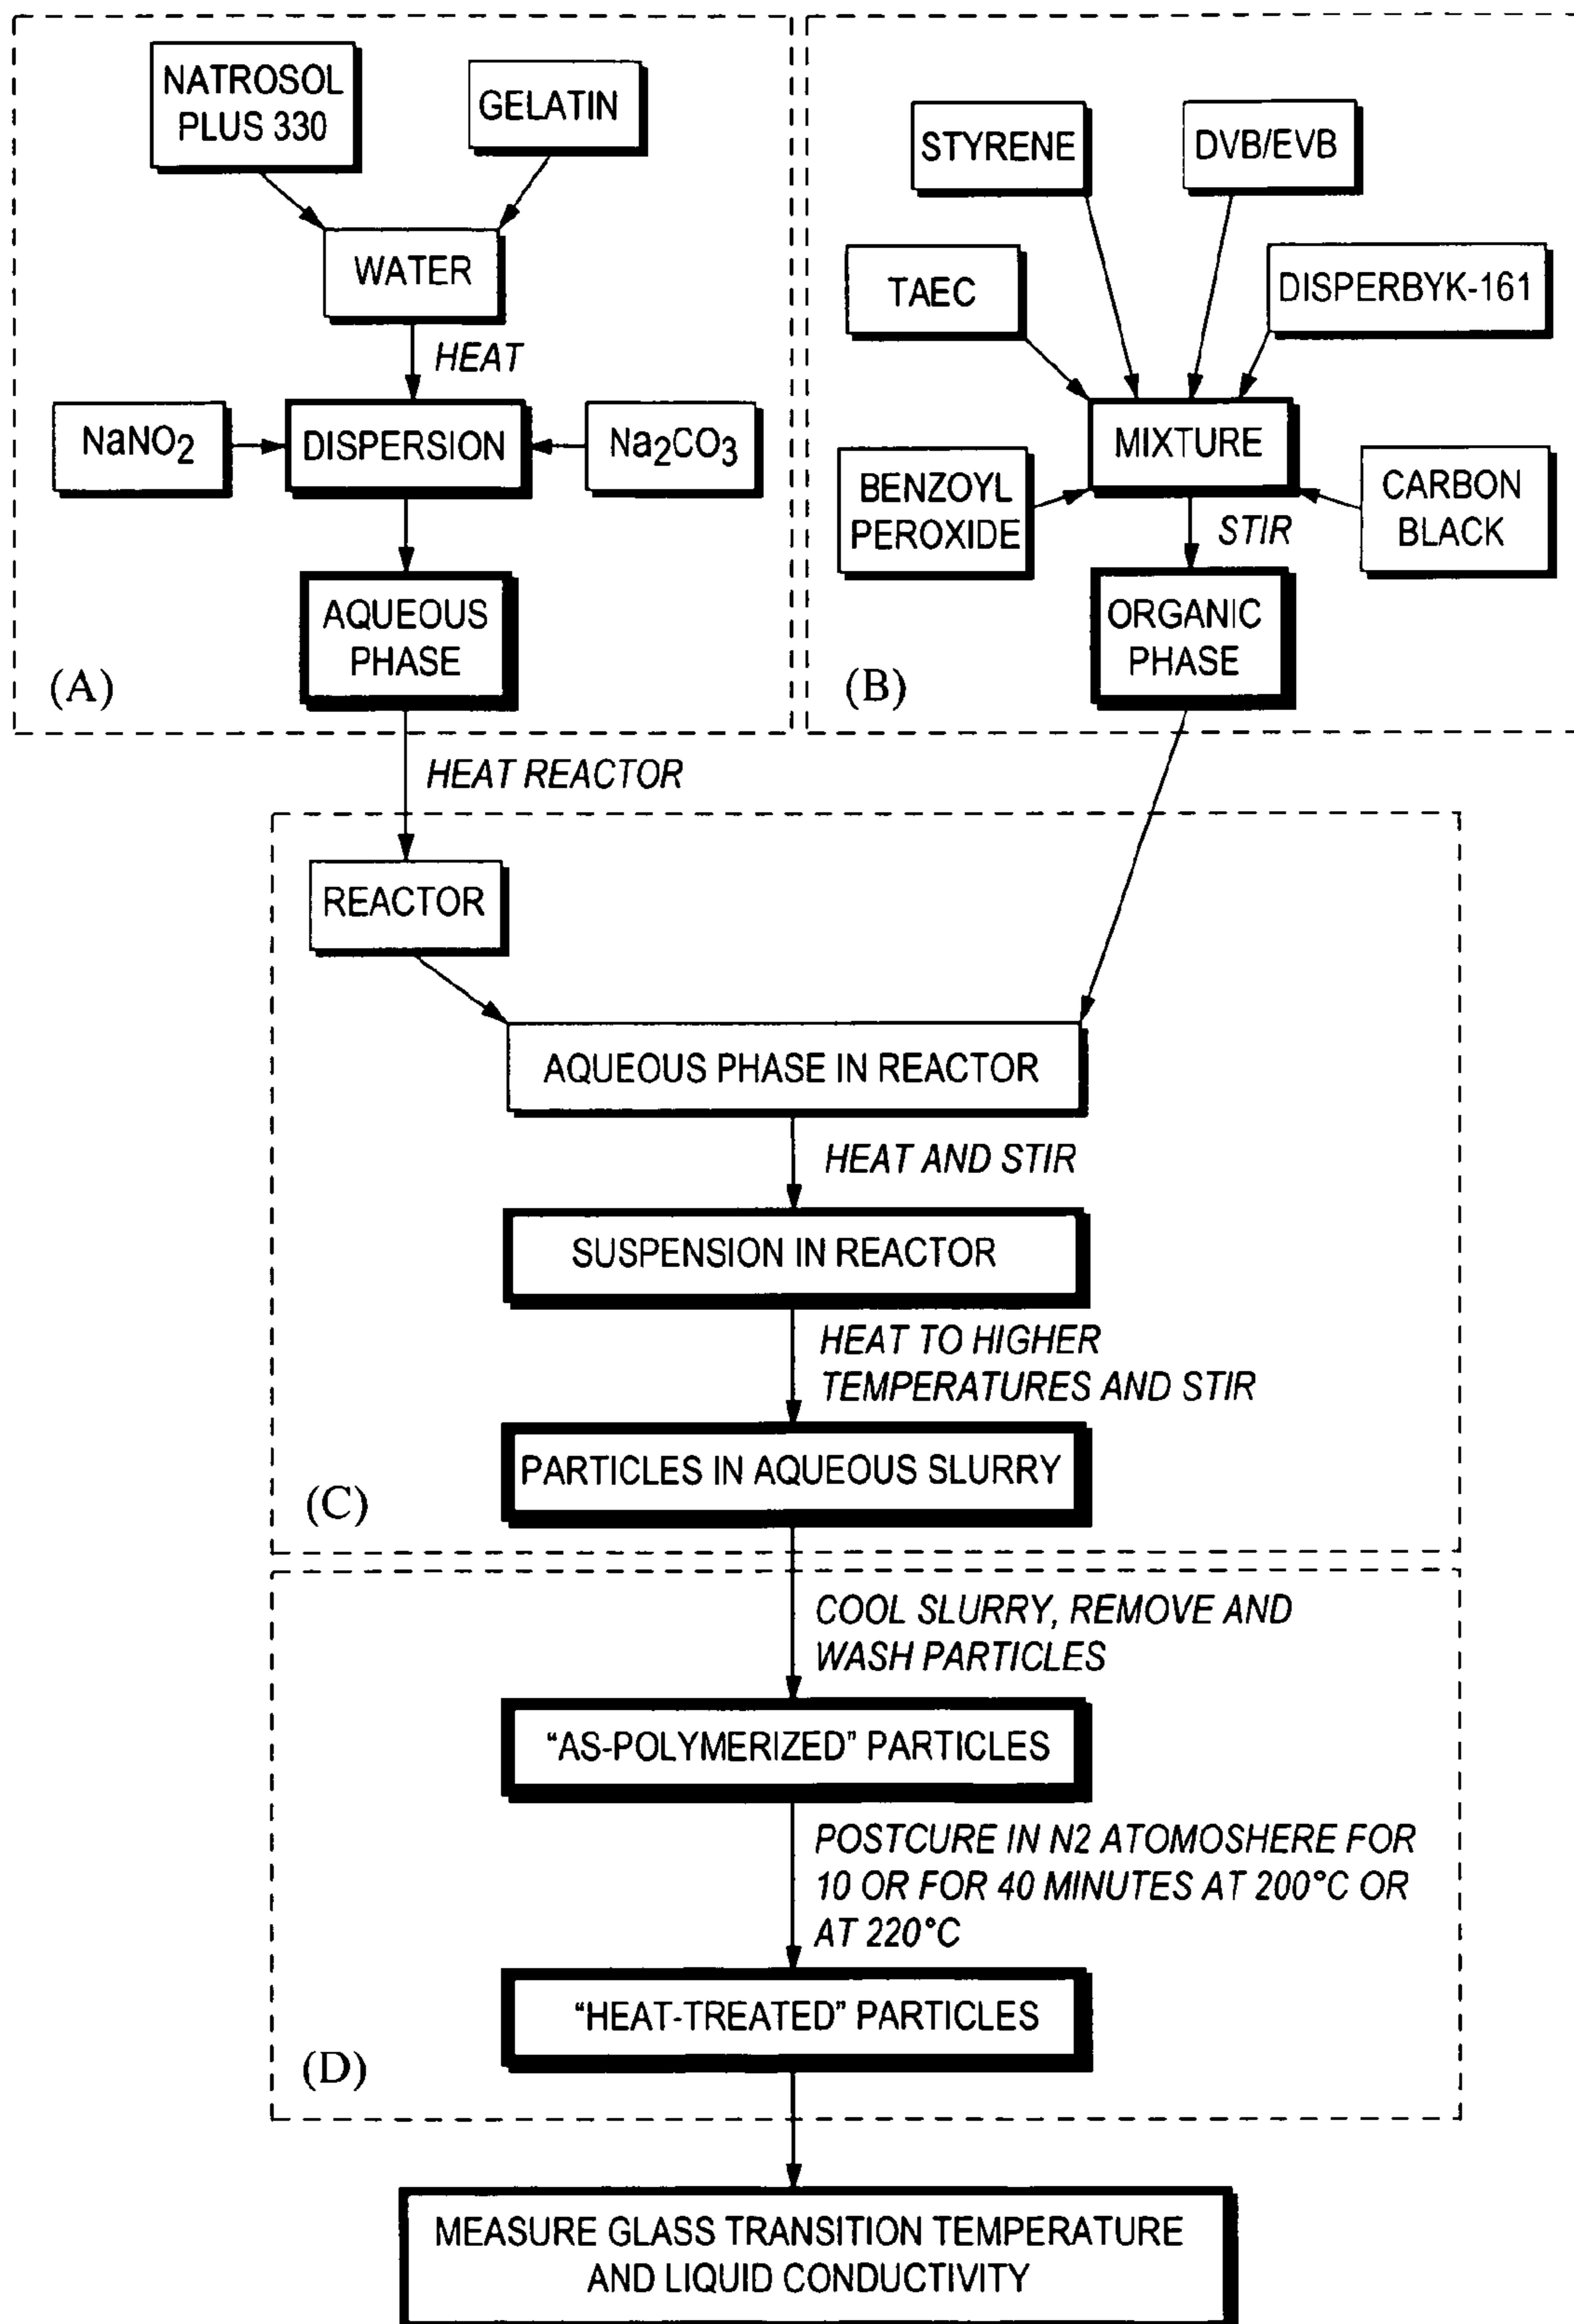 NATROSOL
PLUS 330
GELATIN
WATER
HEAT
NaNO2
DISPERSION
Na2CO3
AQUEOUS
PHASE
(A)
STYRENE
DVB/EVB
TAEC
DISPERBYK-161
MIXTURE
BENZOYL
PEROXIDE
CARBON
BLACK
STIR
ORGANIC
PHASE
(B)
HEAT REACTOR
REACTOR
AQUEOUS PHASE IN REACTOR
HEAT AND STIR
SUSPENSION IN REACTOR
HEAT TO HIGHER
TEMPERATURES AND STIR
PARTICLES IN AQUEOUS SLURRY
(C)
COOL SLURRY, REMOVE AND
WASH PARTICLES
“AS-POLYMERIZED” PARTICLES
POSTCURE IN N2 ATOMOSHERE FOR
10 OR FOR 40 MINUTES AT 200°C OR
AT 220°C
“HEAT-TREATED” PARTICLES
(D)
MEASURE GLASS TRANSITION TEMPERATURE
AND LIQUID CONDUCTIVITY